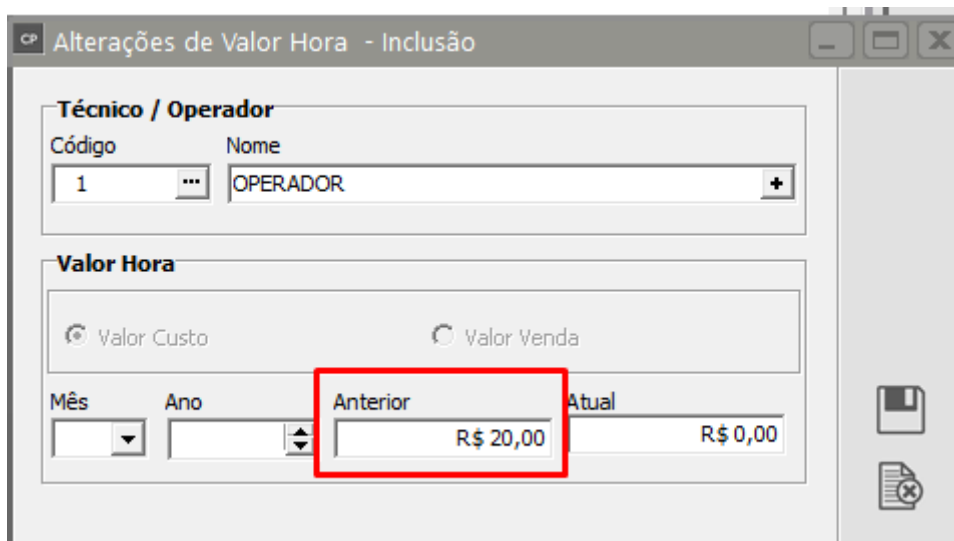 CP Alterações de Valor Hora - Inclusão
Técnico / Operador
Código Nome
1 ... OPERADOR +
Valor Hora
Valor Custo Valor Venda
Mês Ano Anterior Atual
R$ 20,00 R$ 0,00